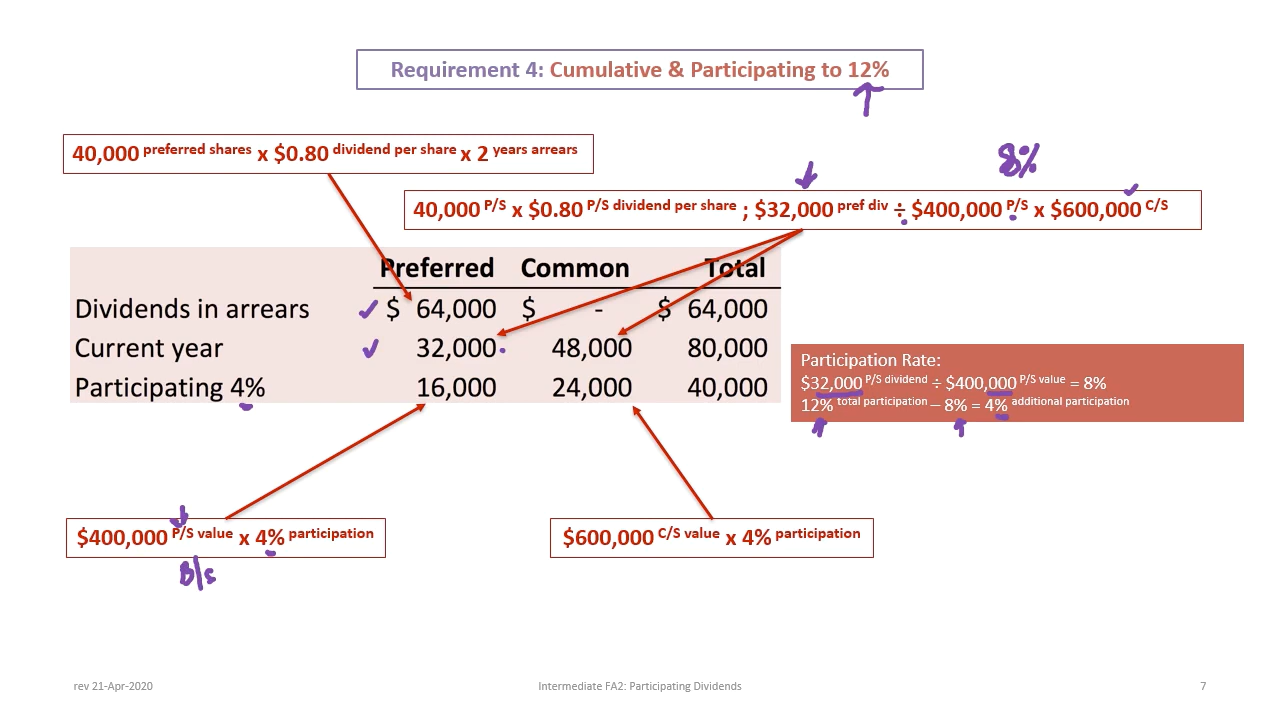 Requirement 4: Cumulative & Participating to 12%
40,000 preferred shares x $0.80 dividend per share x 2 years arrears
8%
40,000 P/S x $0.80 P/S dividend per share ; $32,000 pref div ÷ $400,000 P/S x $600,000 C/S
Preferred Common Total
Dividends in arrears $ 64,000 $ - $ 64,000
Current year 32,000 48,000 80,000
Participating 4% 16,000 24,000 40,000
Participation Rate:
$32,000 P/S dividend ÷ $400,000 P/S value = 8%
12% total participation – 8% = 4% additional participation
$400,000 P/S value x 4% participation
$600,000 C/S value x 4% participation
B/S
rev 21-Apr-2020
Intermediate FA2: Participating Dividends
7